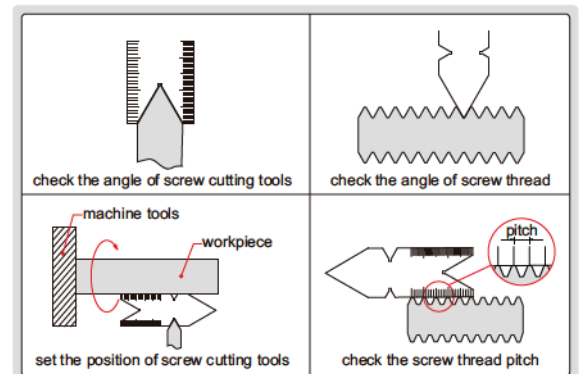 check the angle of screw cutting tools
check the angle of screw thread
machine tools
workpiece
set the position of screw cutting tools
pitch
check the screw thread pitch